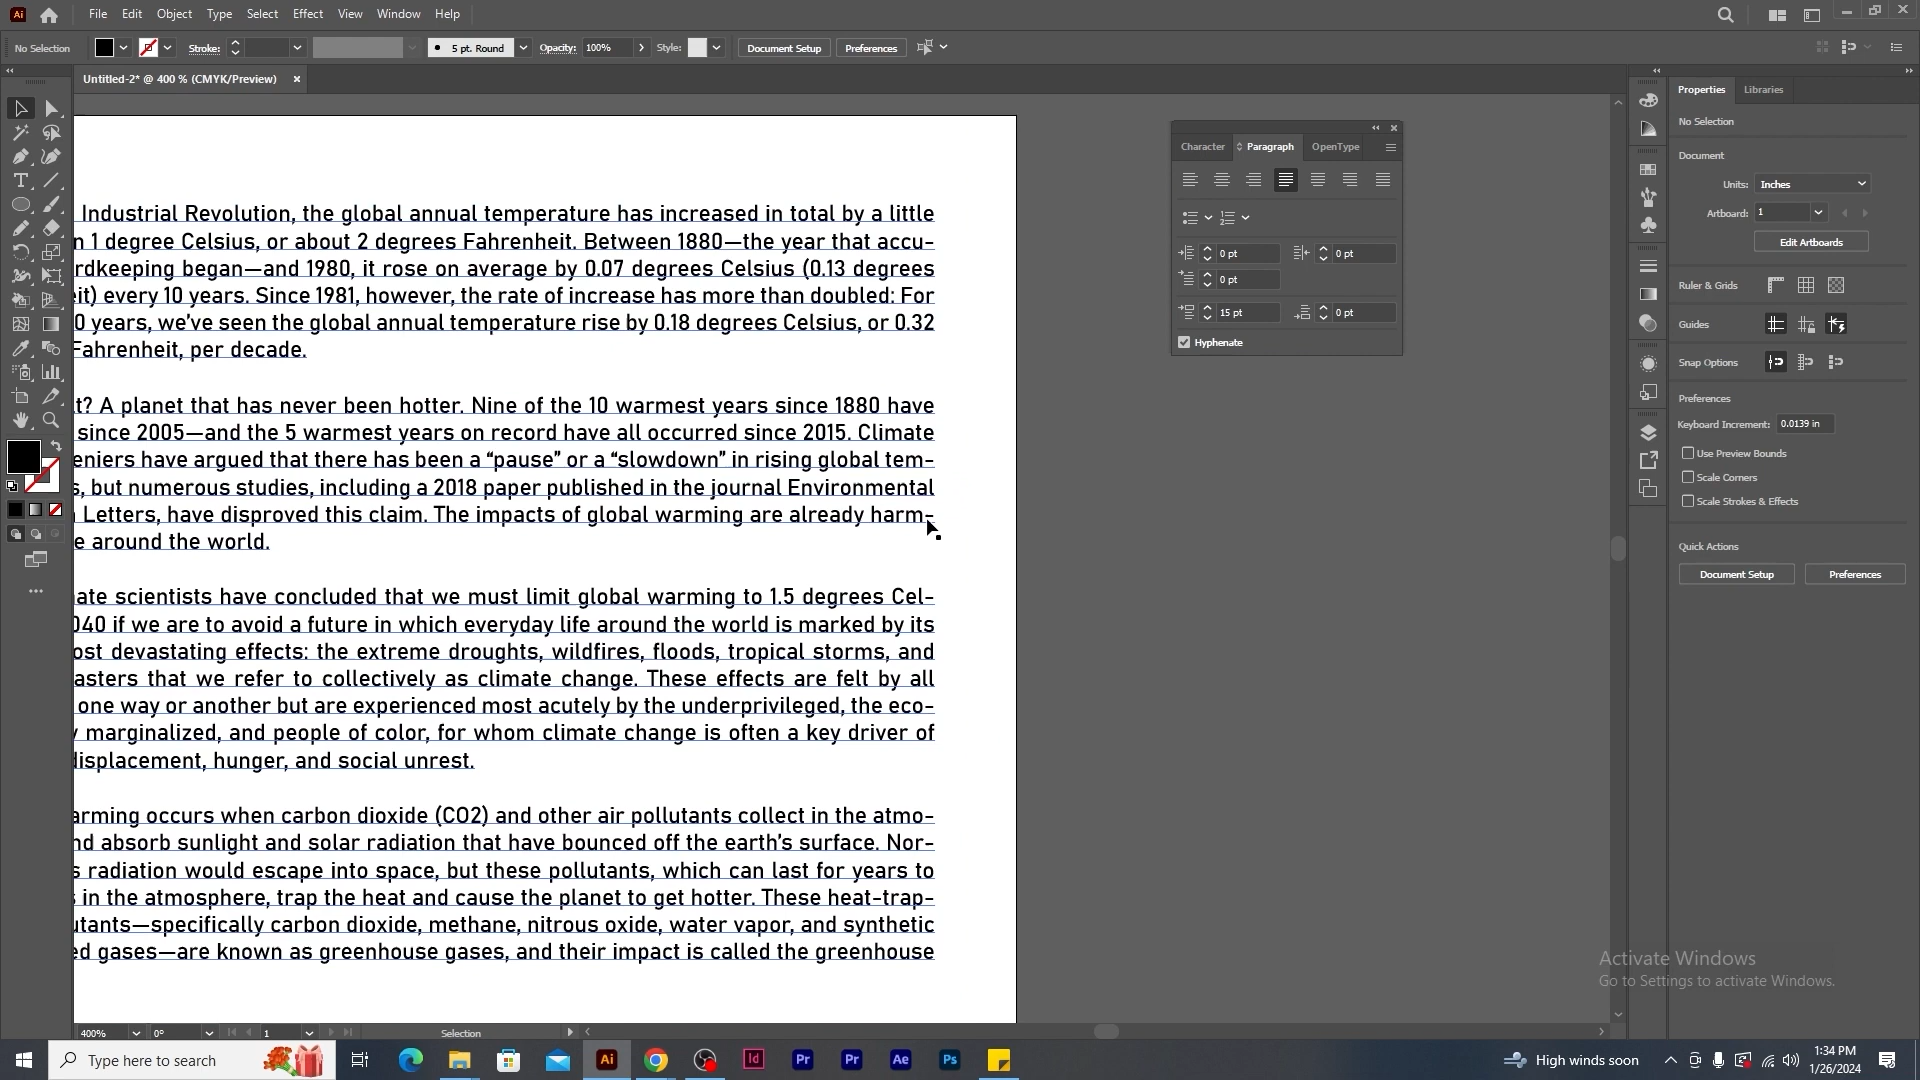 Ai File Edit Object Type Select Effect View Window Help
No Selection Stroke: 5 pt. Round Opacity: 100% Style: Document Setup Preferences
Untitled-2* @ 400 % (CMYK/Preview)
Industrial Revolution, the global annual temperature has increased in total by a little
1 degree Celsius, or about 2 degrees Fahrenheit. Between 1880—the year that accu-
rdkeeping began—and 1980, it rose on average by 0.07 degrees Celsius (0.13 degrees
eit) every 10 years. Since 1981, however, the rate of increase has more than doubled: For
0 years, we've seen the global annual temperature rise by 0.18 degrees Celsius, or 0.32
Fahrenheit, per decade.
t? A planet that has never been hotter. Nine of the 10 warmest years since 1880 have
since 2005—and the 5 warmest years on record have all occurred since 2015. Climate
eniers have argued that there has been a “pause” or a “slowdown” in rising global tem-
s, but numerous studies, including a 2018 paper published in the journal Environmental
Letters, have disproved this claim. The impacts of global warming are already harm-
e around the world.
ate scientists have concluded that we must limit global warming to 1.5 degrees Cel-
040 if we are to avoid a future in which everyday life around the world is marked by its
ost devastating effects: the extreme droughts, wildfires, floods, tropical storms, and
asters that we refer to collectively as climate change. These effects are felt by all
one way or another but are experienced most acutely by the underprivileged, the eco-
y marginalized, and people of color, for whom climate change is often a key driver of
displacement, hunger, and social unrest.
arming occurs when carbon dioxide (CO2) and other air pollutants collect in the atmo-
nd absorb sunlight and solar radiation that have bounced off the earth's surface. Nor-
s radiation would escape into space, but these pollutants, which can last for years to
s in the atmosphere, trap the heat and cause the planet to get hotter. These heat-trap-
utants—specifically carbon dioxide, methane, nitrous oxide, water vapor, and synthetic
ed gases—are known as greenhouse gases, and their impact is called the greenhouse
Character Paragraph OpenType
0 pt 0 pt
0 pt
15 pt 0 pt
Hyphenate
Properties Libraries
No Selection
Document
Units: Inches
Artboard: 1
Edit Artboards
Ruler & Grids
Guides
Snap Options
Preferences
Keyboard Increment: 0.0139 in
Use Preview Bounds
Scale Corners
Scale Strokes & Effects
Quick Actions
Document Setup Preferences
Activate Windows
Go to Settings to activate Windows.
400% 0° 1 Selection
Type here to search Ai Id Pr Pr Ae Ps High winds soon 1:34 PM
1/26/2024